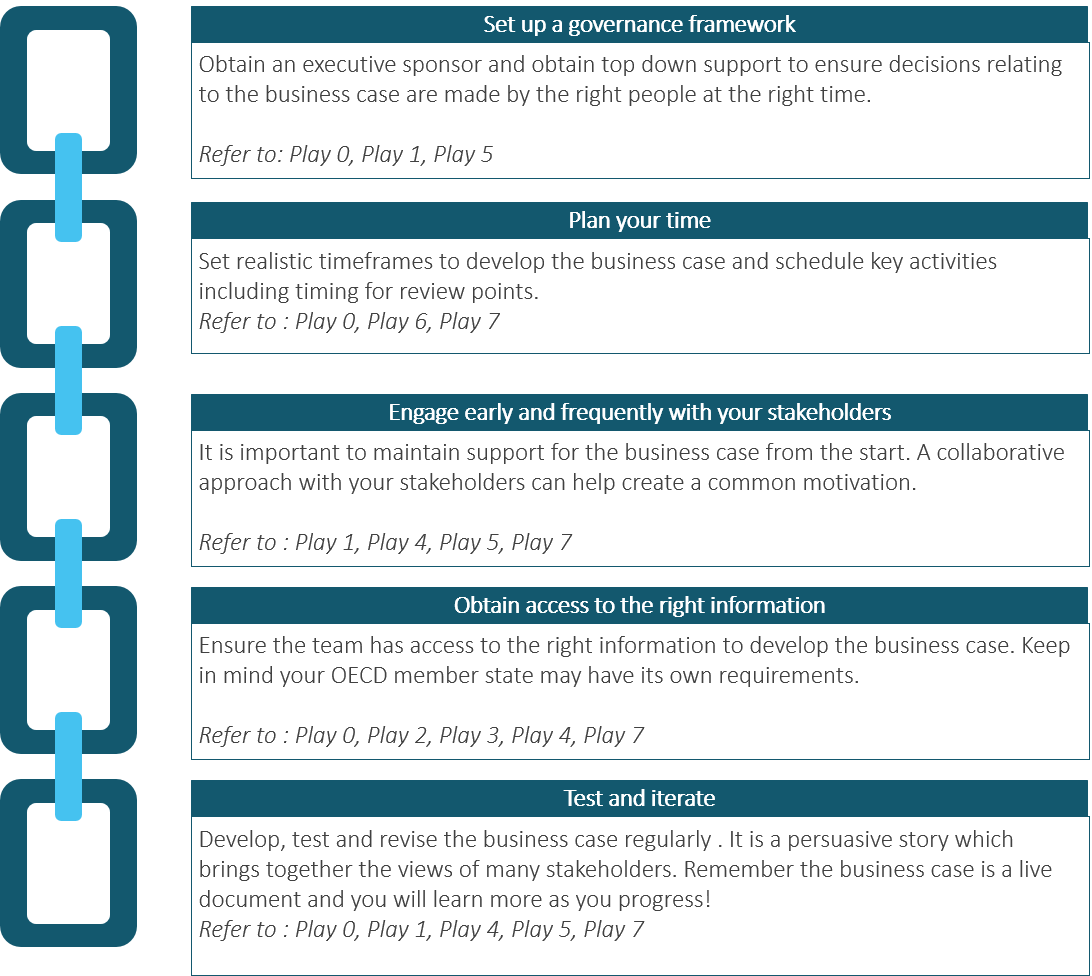 Set up a governance framework
Obtain an executive sponsor and obtain top down support to ensure decisions relating
to the business case are made by the right people at the right time.
Refer to: Play 0, Play 1, Play 5
Plan your time
Set realistic timeframes to develop the business case and schedule key activities
including timing for review points.
Refer to : Play 0, Play 6, Play 7
Engage early and frequently with your stakeholders
It is important to maintain support for the business case from the start. A collaborative
approach with your stakeholders can help create a common motivation.
Refer to : Play 1, Play 4, Play 5, Play 7
Obtain access to the right information
Ensure the team has access to the right information to develop the business case. Keep
in mind your OECD member state may have its own requirements.
Refer to : Play 0, Play 2, Play 3, Play 4, Play 7
Test and iterate
Develop, test and revise the business case regularly . It is a persuasive story which
brings together the views of many stakeholders. Remember the business case is a live
document and you will learn more as you progress!
Refer to : Play 0, Play 1, Play 4, Play 5, Play 7